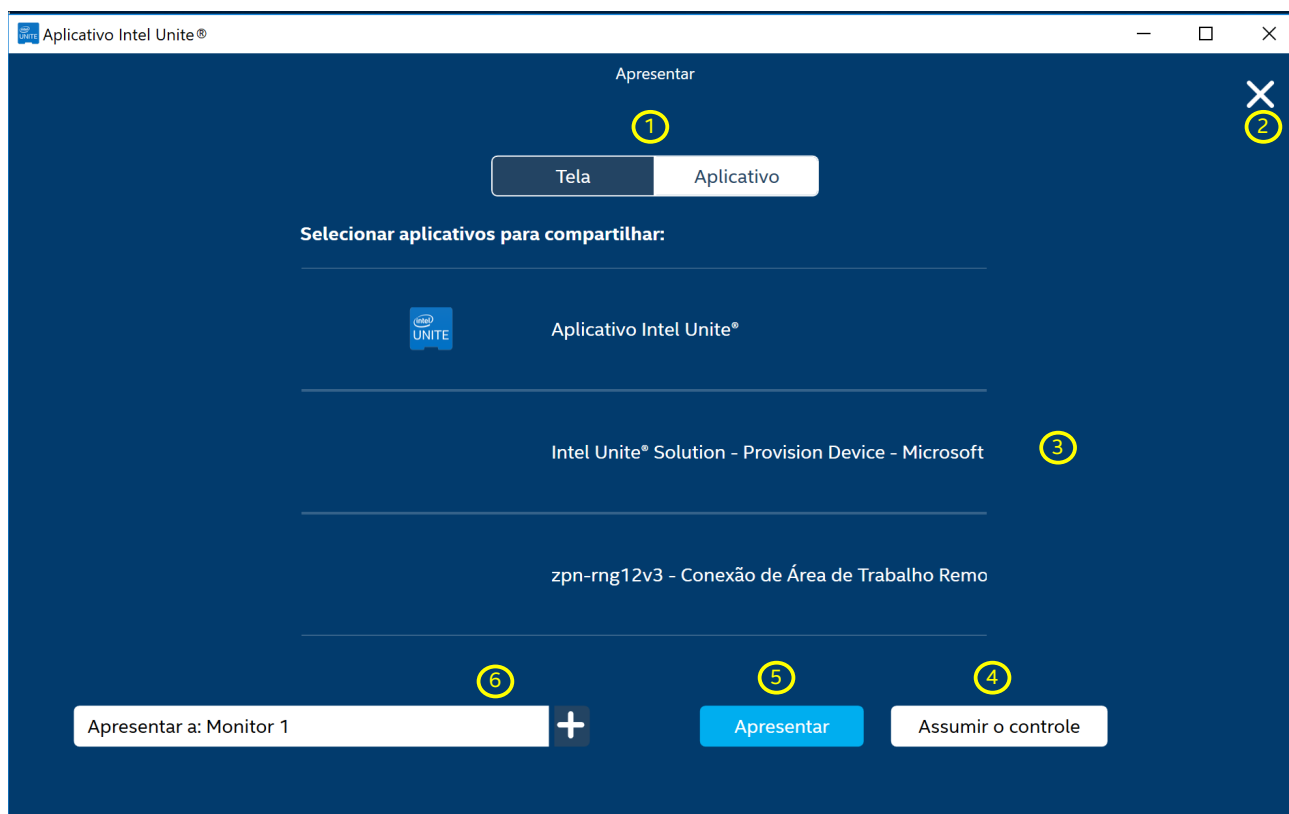 intel UNITE Aplicativo Intel Unite®
Apresentar
1
2
Tela Aplicativo
Selecionar aplicativos para compartilhar:
intel
UNITE
Aplicativo Intel Unite®
Intel Unite® Solution - Provision Device - Microsoft
3
zpn-rng12v3 - Conexão de Área de Trabalho Remo
6
5
4
Apresentar a: Monitor 1
Apresentar
Assumir o controle